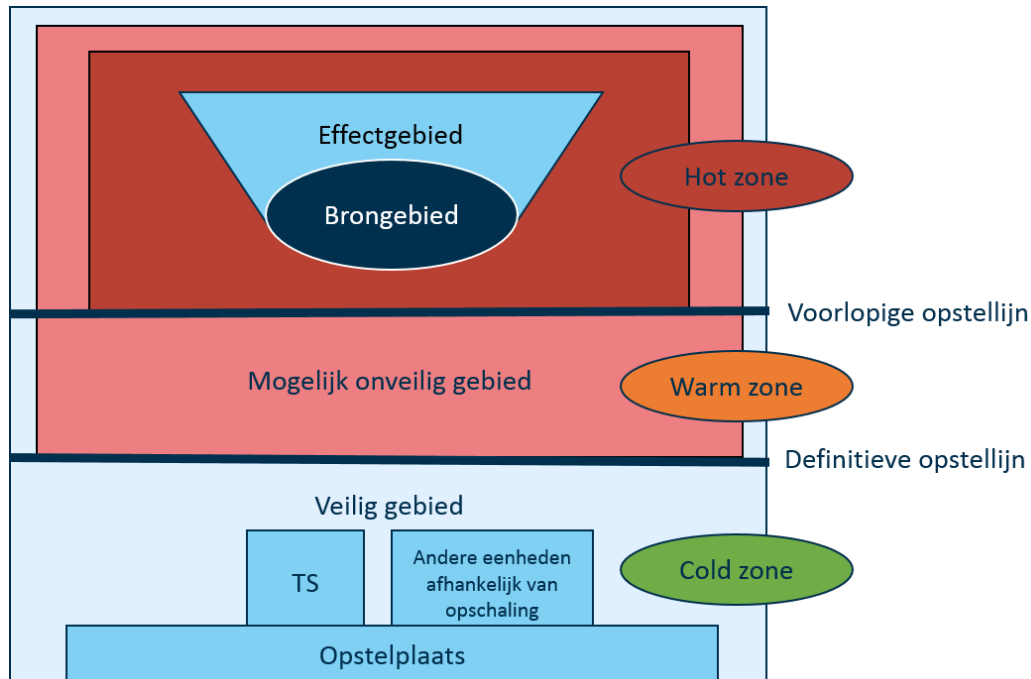 Effectgebied
Brongebied
Hot zone
Voorlopige opstellijn
Mogelijk onveilig gebied
Warm zone
Definitieve opstellijn
Veilig gebied
TS
Andere eenheden
afhankelijk van
opschaling
Cold zone
Opstelplaats